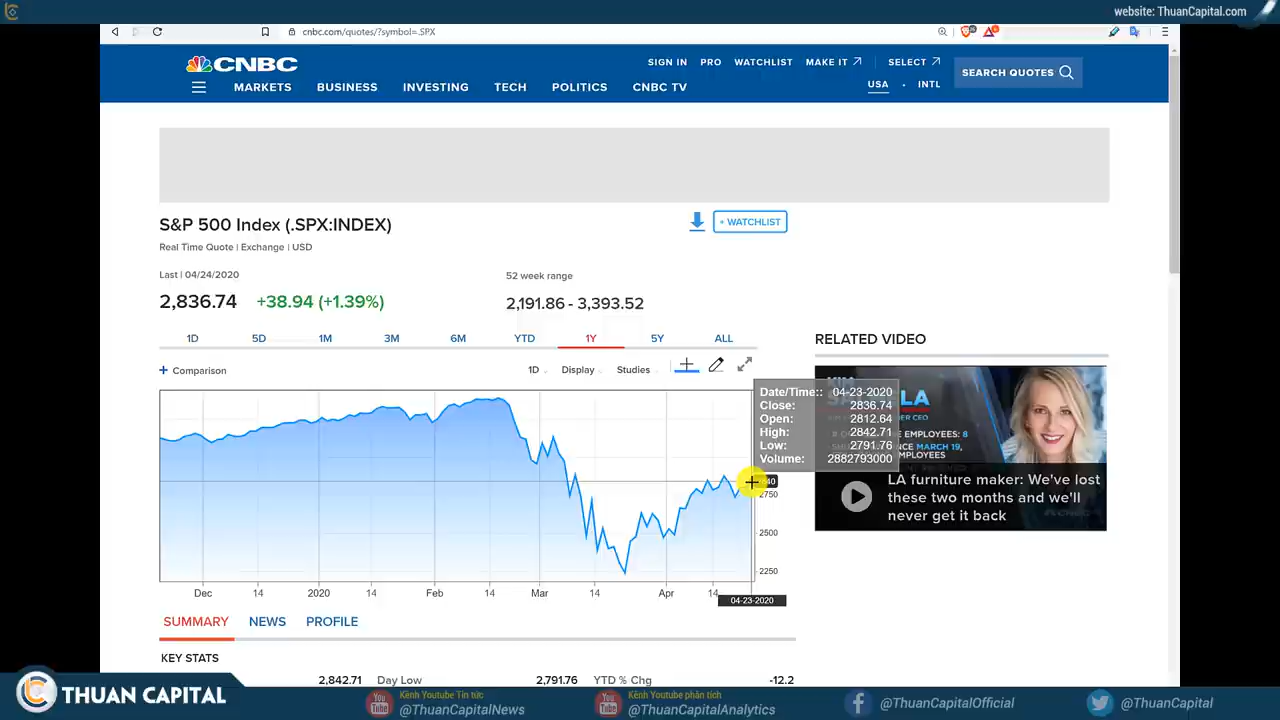 website: ThuanCapital.com
cnbc.com/quotes/?symbol=.SPX
CNBC
SIGN IN PRO WATCHLIST MAKE IT SELECT
SEARCH QUOTES
USA INTL
MARKETS BUSINESS INVESTING TECH POLITICS CNBC TV
S&P 500 Index (.SPX:INDEX)
+ WATCHLIST
Real Time Quote | Exchange | USD
Last | 04/24/2020
52 week range
2,836.74 +38.94 (+1.39%)
2,191.86 - 3,393.52
1D 5D 1M 3M 6M YTD 1Y 5Y ALL
RELATED VIDEO
+ Comparison
1D Display Studies
Date/Time:: 04-23-2020
Close: 2836.74
Open: 2812.64
High: 2842.71
Low: 2791.76
Volume: 2882793000
2750
2500
2250
Dec 14 2020 14 Feb 14 Mar 14 Apr 14
04-23-2020
LA furniture maker: We've lost
these two months and we'll
never get it back
SUMMARY NEWS PROFILE
KEY STATS
2,842.71 Day Low 2,791.76 YTD % Chg -12.2
THUAN CAPITAL
Kênh Youtube Tin tức
@ThuanCapitalNews
Kênh Youtube phân tích
@ThuanCapitalAnalytics
@ThuanCapitalOfficial
@ThuanCapital